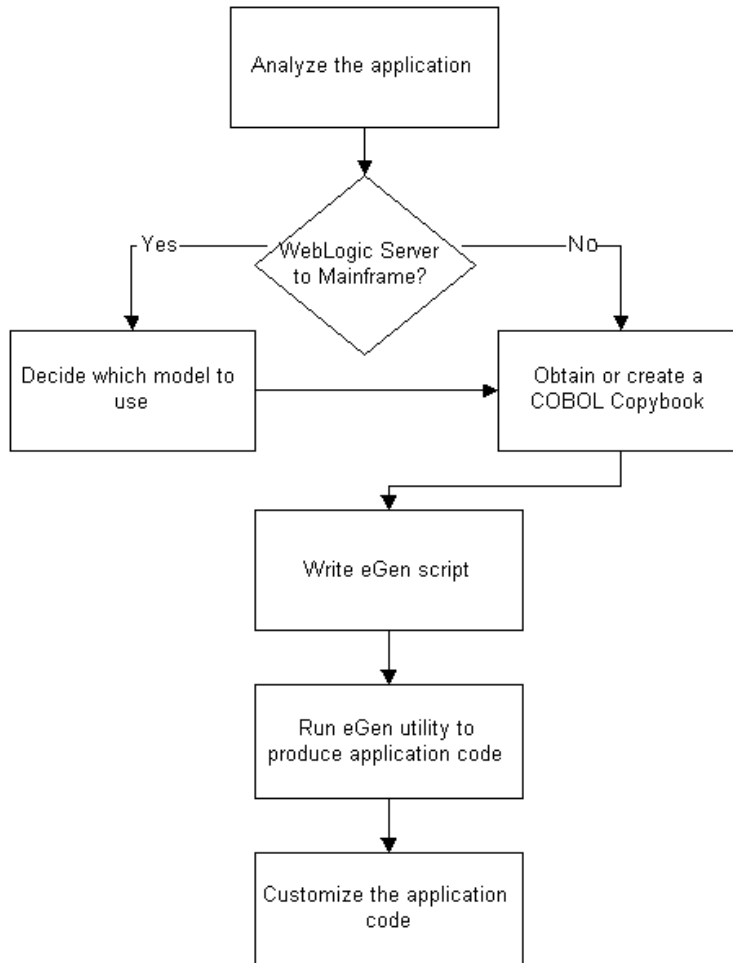 Analyze the application
WebLogic Server
to Mainframe?
Yes
No
Decide which model to
use
Obtain or create a
COBOL Copybook
Write eGen script
Run eGen utility to
produce application code
Customize the application
code